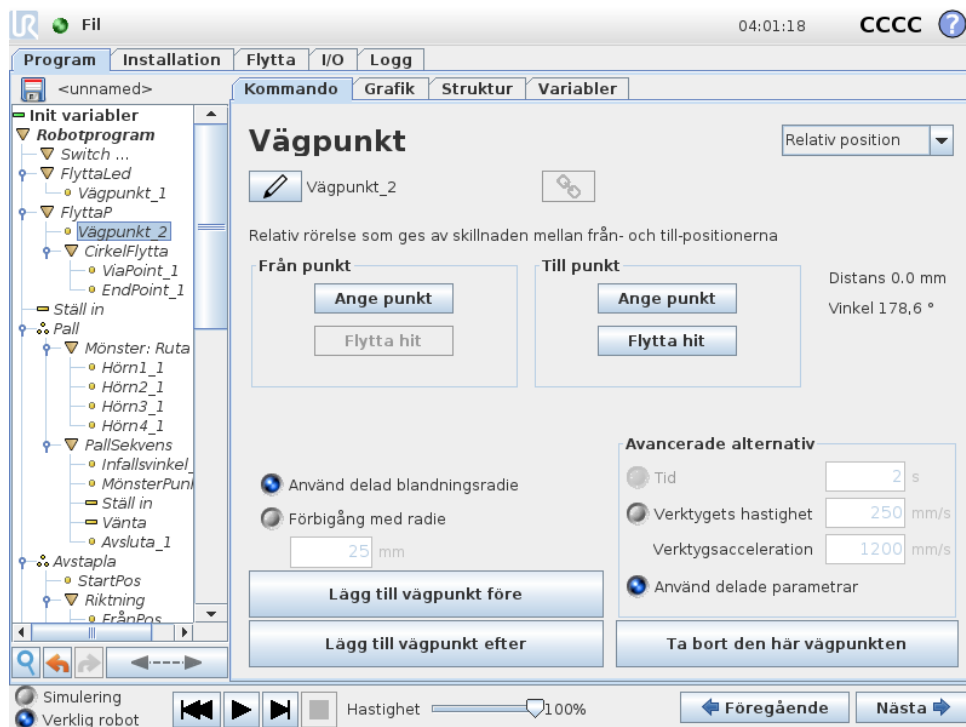 UR Fil 04:01:18 CCCC ?
Program Installation Flytta I/O Logg
<unnamed>
Kommando Grafik Struktur Variabler
Init variabler
Robotprogram
Switch ...
FlyttaLed
Vägpunkt_1
FlyttaP
Vägpunkt_2
CirkelFlytta
ViaPoint_1
EndPoint_1
Ställ in
Pall
Mönster: Ruta
Hörn1_1
Hörn2_1
Hörn3_1
Hörn4_1
PallSekvens
Infallsvinkel_
MönsterPun
Ställ in
Vänta
Avsluta_1
Avstapla
StartPos
Riktning
FrånPos
Vägpunkt
Relativ position
Vägpunkt_2
Relativ rörelse som ges av skillnaden mellan från- och till-positionerna
Från punkt
Ange punkt
Flytta hit
Till punkt
Ange punkt
Flytta hit
Distans 0.0 mm
Vinkel 178,6 °
Använd delad blandningsradie
Förbigång med radie
25 mm
Avancerade alternativ
Tid 2 s
Verktygets hastighet 250 mm/s
Verktygsacceleration 1200 mm/s
Använd delade parametrar
Lägg till vägpunkt före
Lägg till vägpunkt efter
Ta bort den här vägpunkten
Simulering
Verklig robot
Hastighet 100%
Föregående
Nästa